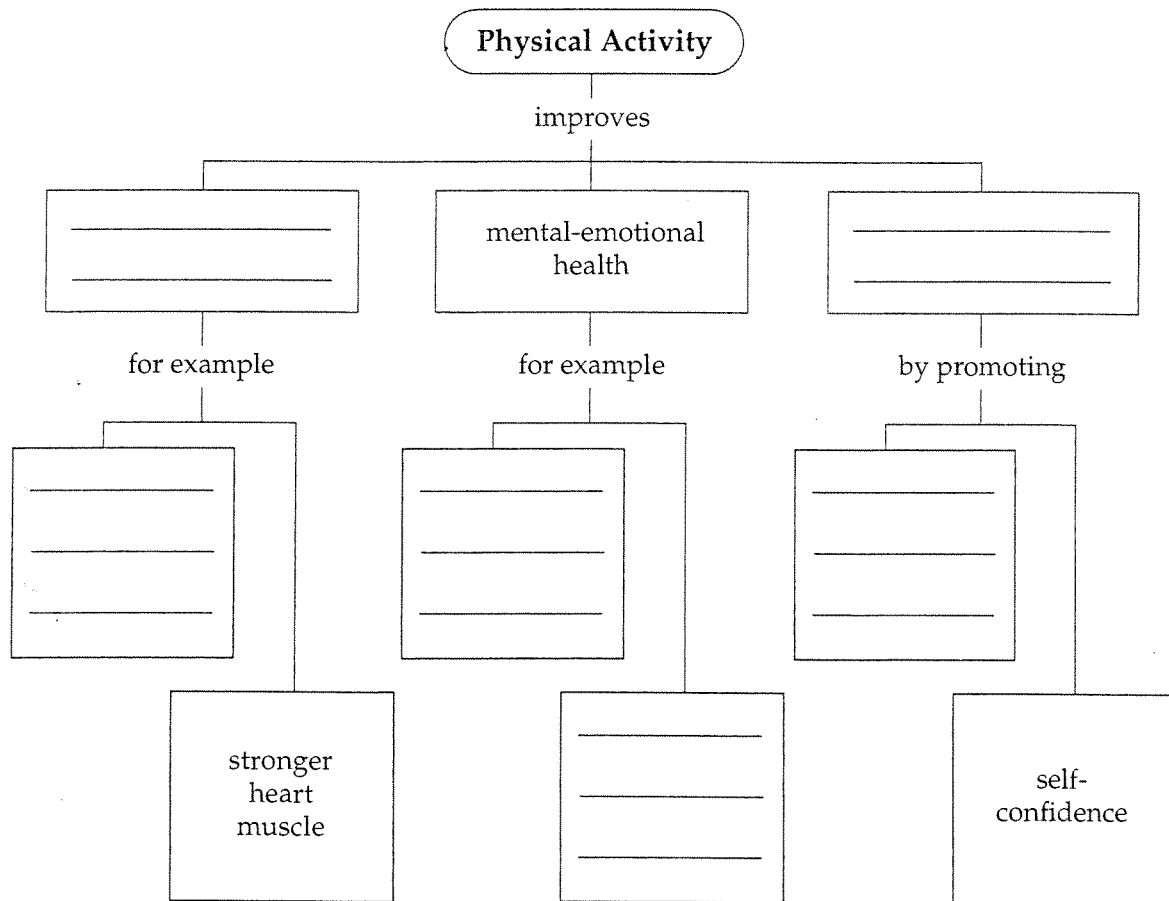 Physical Activity
improves
mental-emotional
health
for example
for example
by promoting
stronger
heart
muscle
self-
confidence